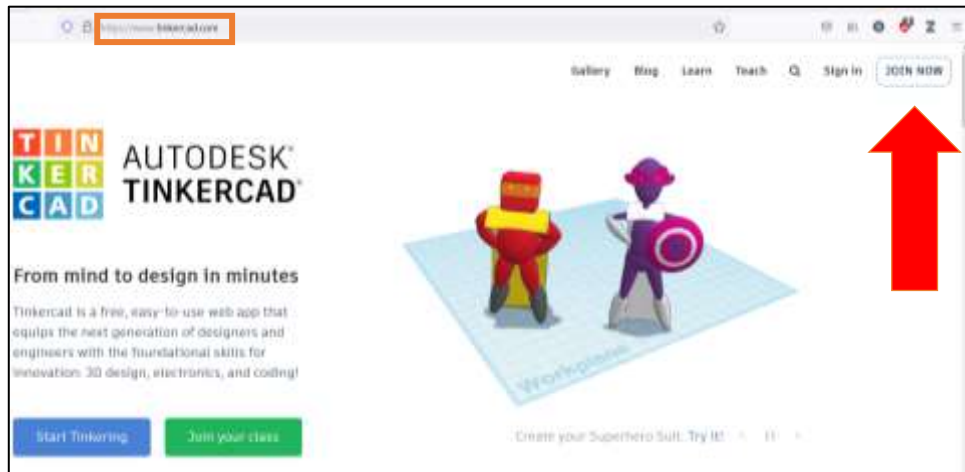 https://www.tinkercad.com
Gallery Blog Learn Teach Sign in JOIN NOW
TIN
KER
CAD
AUTODESK®
TINKERCAD®
From mind to design in minutes
Tinkercad is a free, easy-to-use web app that
equips the next generation of designers and
engineers with the foundational skills for
innovation: 3D design, electronics, and coding!
Start Tinkering Join your class
Workplane
Create your Superhero Suit. Try It!